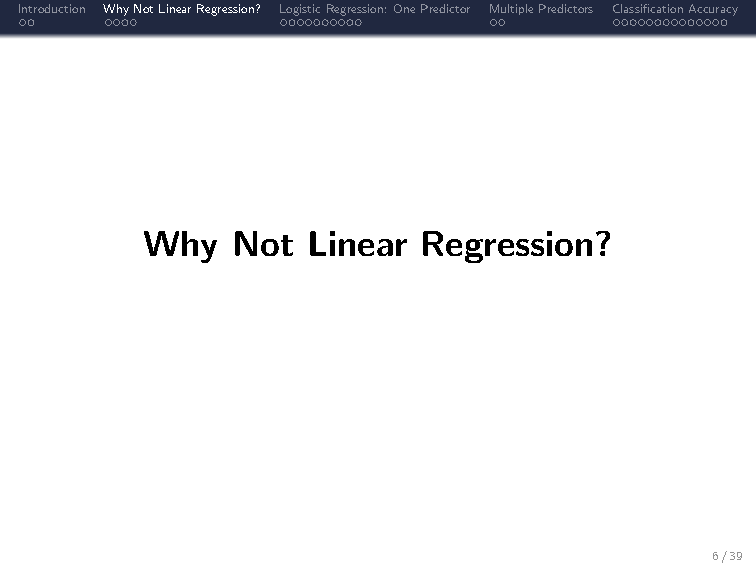 Introduction Why Not Linear Regression? Logistic Regression: One Predictor Multiple Predictors Classification Accuracy
Why Not Linear Regression?
6 / 39